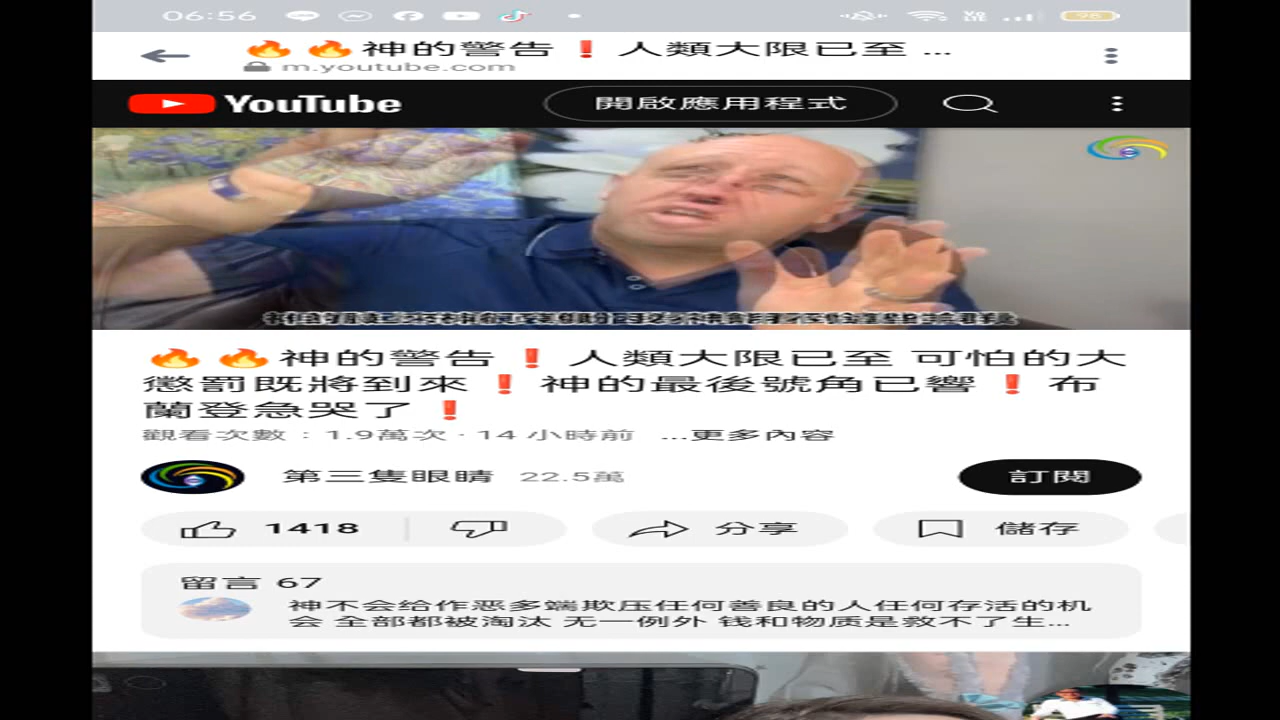 06:56
98
🔥🔥神的警告❗人類大限已至 ...
m.youtube.com
YouTube 開啟應用程式
🔥🔥神的警告❗人類大限已至 可怕的大
懲罰既將到來❗神的最後號角已響❗布
蘭登急哭了❗
觀看次數：1.9萬次 · 14 小時前 ...更多內容
第三隻眼睛 22.5萬 訂閱
1418 分享 儲存
留言 67
神不会给作恶多端欺压任何善良的人任何存活的机
会 全部都被淘汰 无一例外 钱和物质是救不了生...